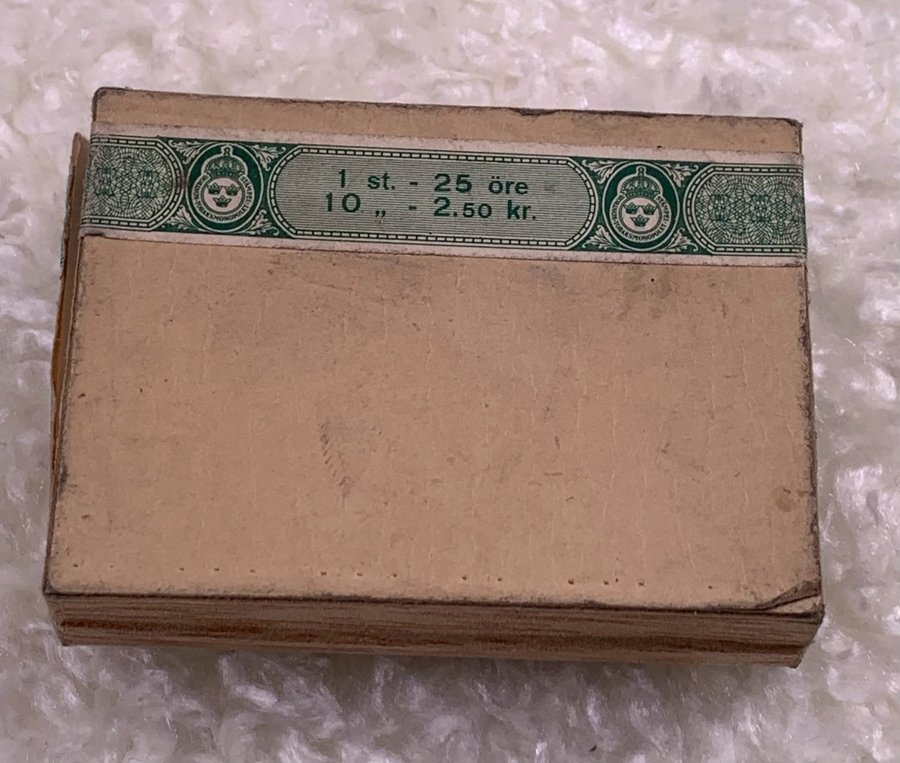 1 st. - 25 öre
10 „ - 2.50 kr.